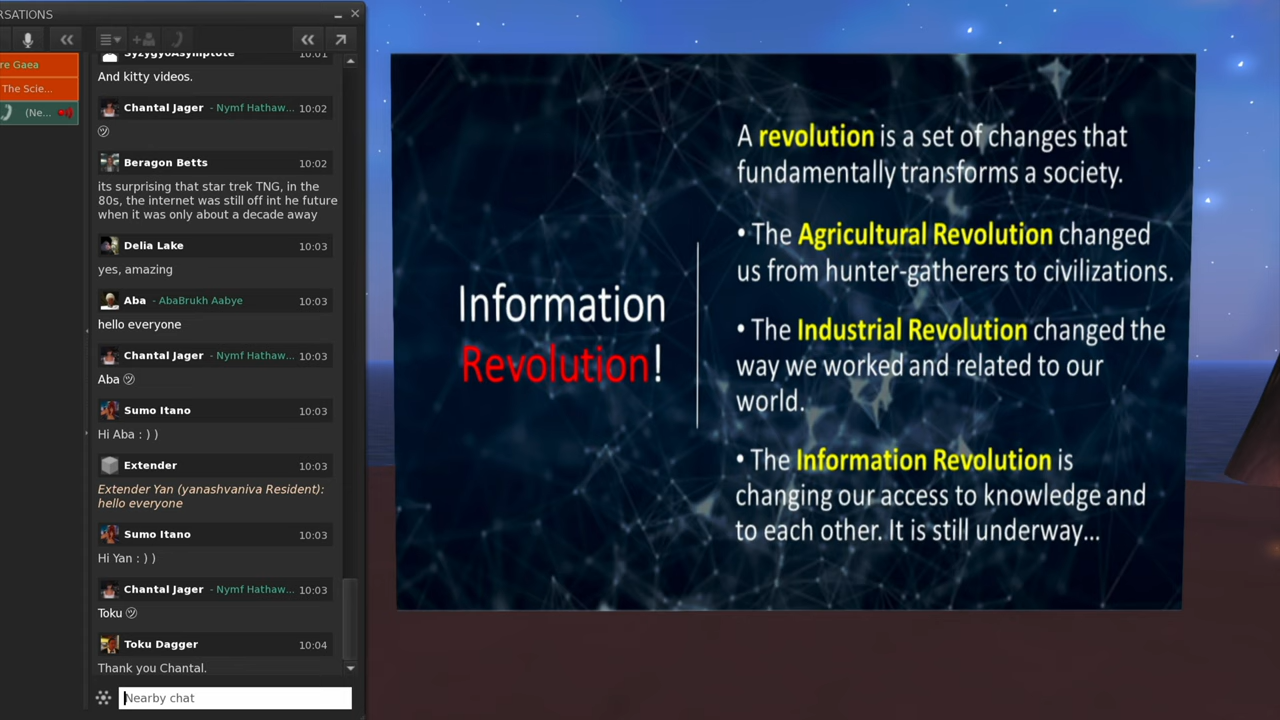 RSATIONS
re Gaea
The Scie...
(Ne...
SyzygyoAsymptote 10:01
And kitty videos.
Chantal Jager - Nymf Hathaw... 10:02
㋡
Beragon Betts 10:02
its surprising that star trek TNG, in the
80s, the internet was still off int he future
when it was only about a decade away
Delia Lake 10:03
yes, amazing
Aba - AbaBrukh Aabye 10:03
hello everyone
Chantal Jager - Nymf Hathaw... 10:03
Aba ㋡
Sumo Itano 10:03
Hi Aba : ) )
Extender 10:03
Extender Yan (yanashvaniva Resident):
hello everyone
Sumo Itano 10:03
Hi Yan : ) )
Chantal Jager - Nymf Hathaw... 10:03
Toku ㋡
Toku Dagger 10:04
Thank you Chantal.
Nearby chat
Information
Revolution!
A revolution is a set of changes that
fundamentally transforms a society.
• The Agricultural Revolution changed
us from hunter-gatherers to civilizations.
• The Industrial Revolution changed the
way we worked and related to our
world.
• The Information Revolution is
changing our access to knowledge and
to each other. It is still underway...